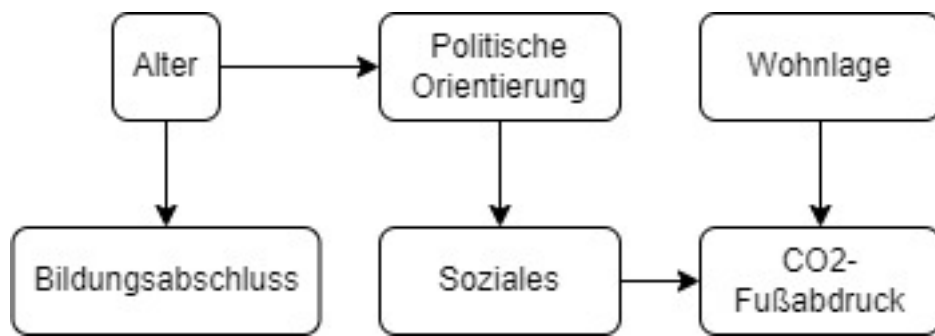 Alter
Politische
Orientierung
Wohnlage
Bildungsabschluss
Soziales
CO2-
Fußabdruck